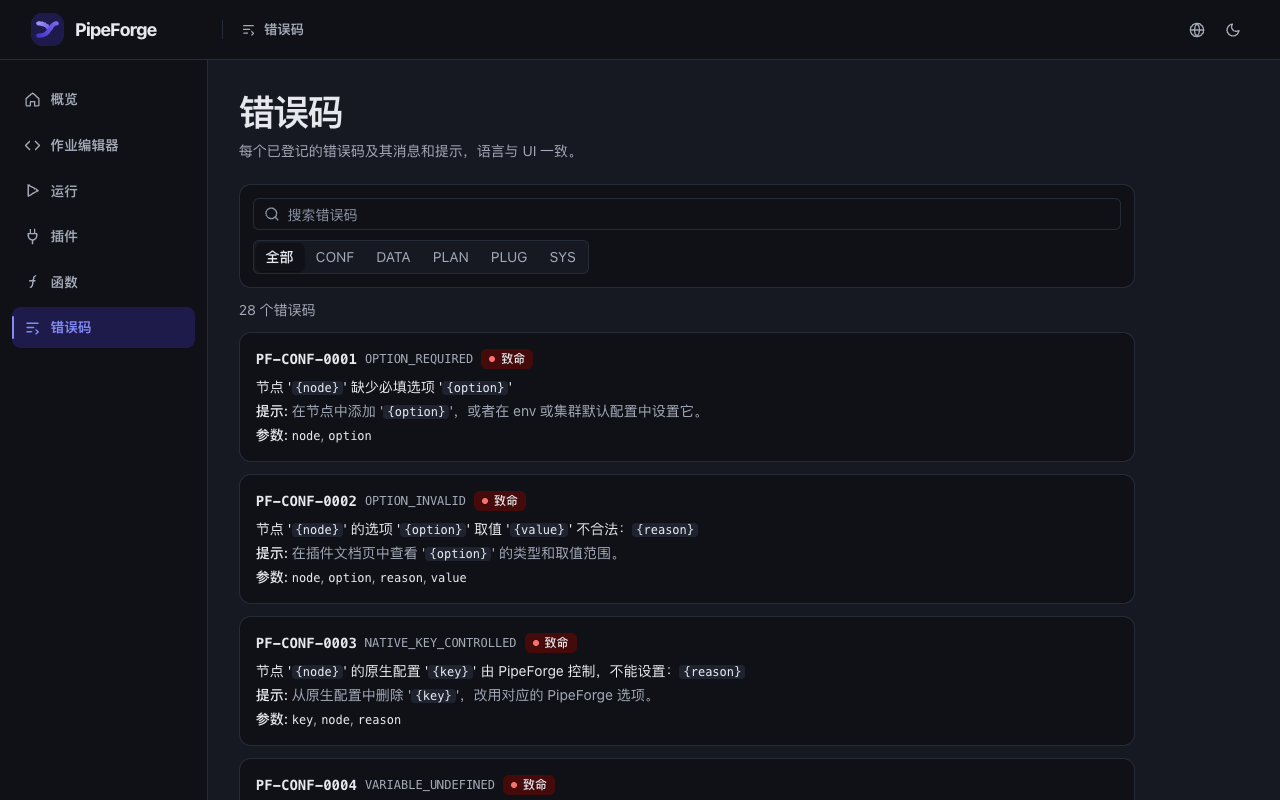 PipeForge
错误码
概览
作业编辑器
运行
插件
函数
错误码
错误码
每个已登记的错误码及其消息和提示，语言与 UI 一致。
搜索错误码
全部 CONF DATA PLAN PLUG SYS
28 个错误码
PF-CONF-0001 OPTION_REQUIRED 致命
节点 '{node}' 缺少必填选项 '{option}'
提示: 在节点中添加 '{option}'，或者在 env 或集群默认配置中设置它。
参数: node, option
PF-CONF-0002 OPTION_INVALID 致命
节点 '{node}' 的选项 '{option}' 取值 '{value}' 不合法：{reason}
提示: 在插件文档页中查看 '{option}' 的类型和取值范围。
参数: node, option, reason, value
PF-CONF-0003 NATIVE_KEY_CONTROLLED 致命
节点 '{node}' 的原生配置 '{key}' 由 PipeForge 控制，不能设置：{reason}
提示: 从原生配置中删除 '{key}'，改用对应的 PipeForge 选项。
参数: key, node, reason
PF-CONF-0004 VARIABLE_UNDEFINED 致命